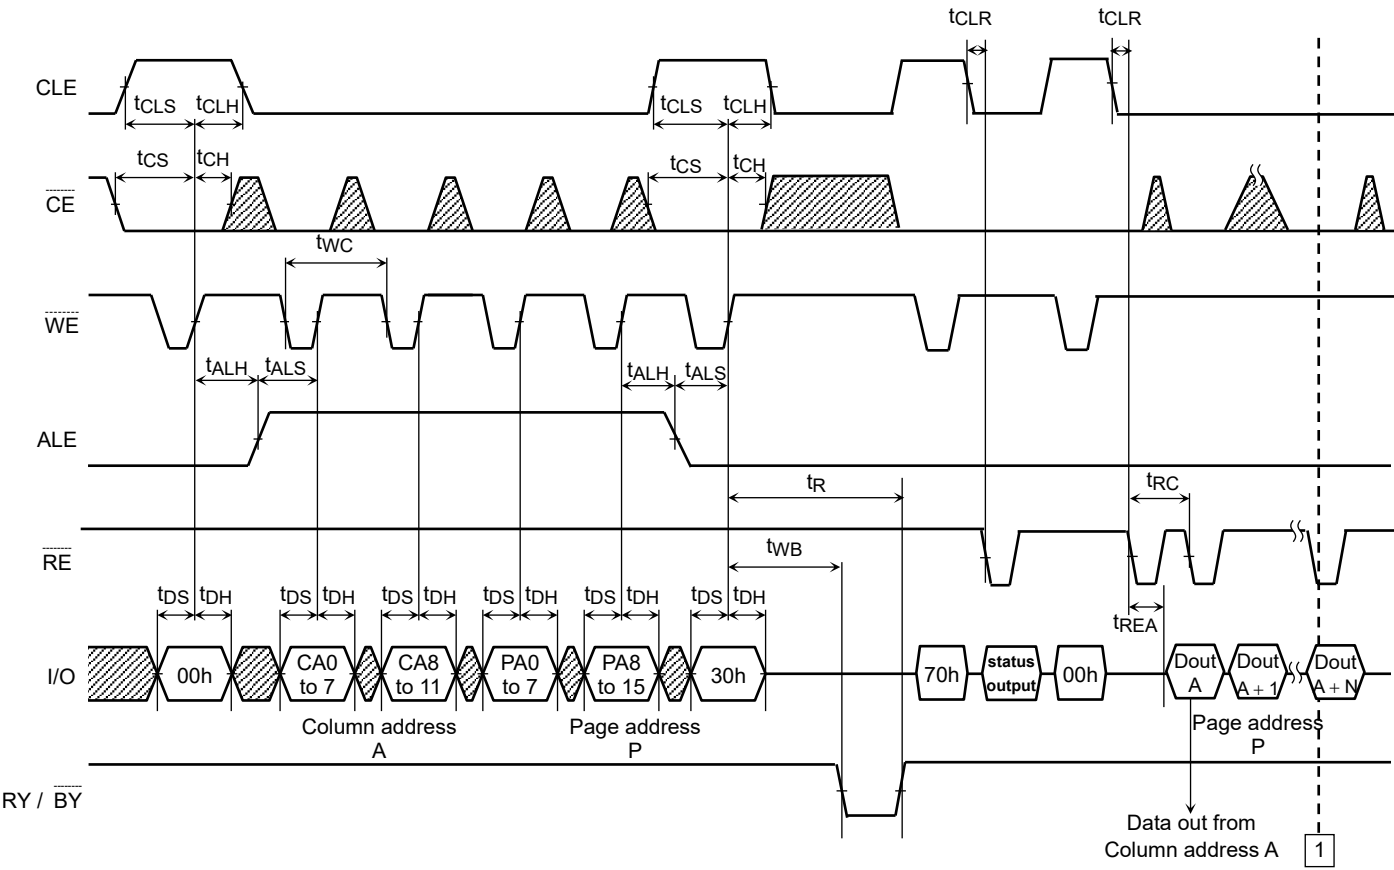 tCLR
tCLR
CLE
tCLS
tCLH
tCLS
tCLH
tCS
tCH
tCS
tCH
CE
tWC
WE
tALH
tALS
tALH
tALS
ALE
tR
tRC
RE
tWB
tDS
tDH
tDS
tDH
tDS
tDH
tDS
tDH
tDS
tDH
tDS
tDH
tREA
I/O
00h
CA0
to 7
CA8
to 11
PA0
to 7
PA8
to 15
30h
70h
status
output
00h
Dout
A
Dout
A + 1
Dout
A + N
Column address
A
Page address
P
Page address
P
RY / BY
Data out from
Column address A
1